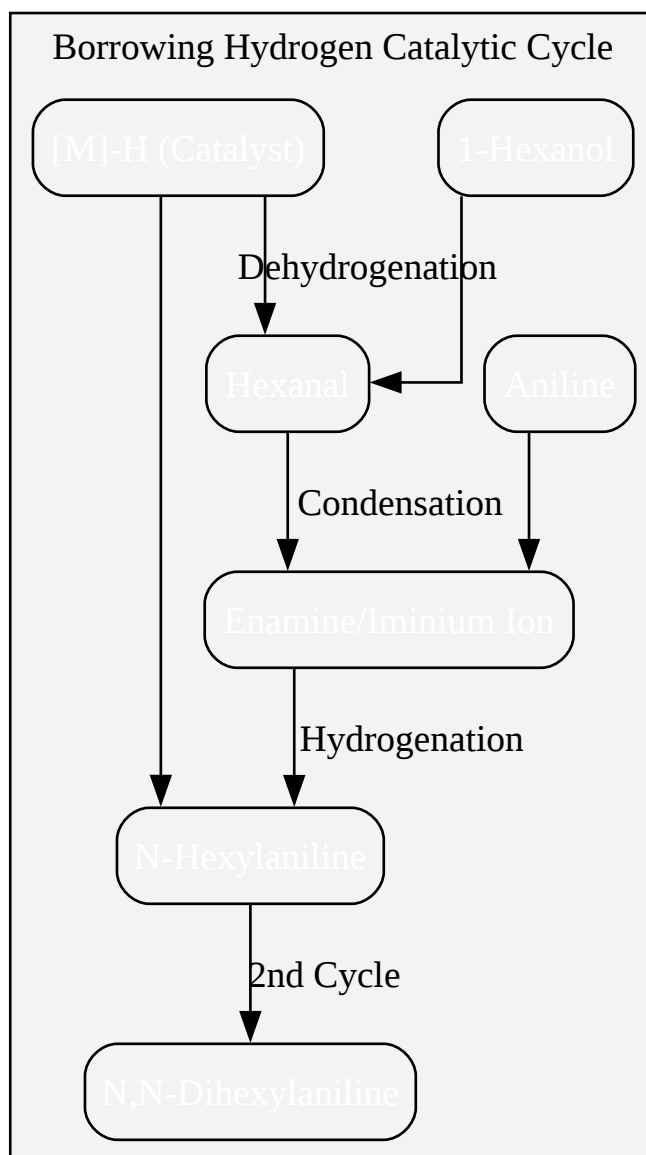 Borrowing Hydrogen Catalytic Cycle
[M]-H (Catalyst)
1-Hexanol
Dehydrogenation
Hexanal
Aniline
Condensation
Enamine/Iminium Ion
Hydrogenation
N-Hexylaniline
2nd Cycle
N,N-Dihexylaniline